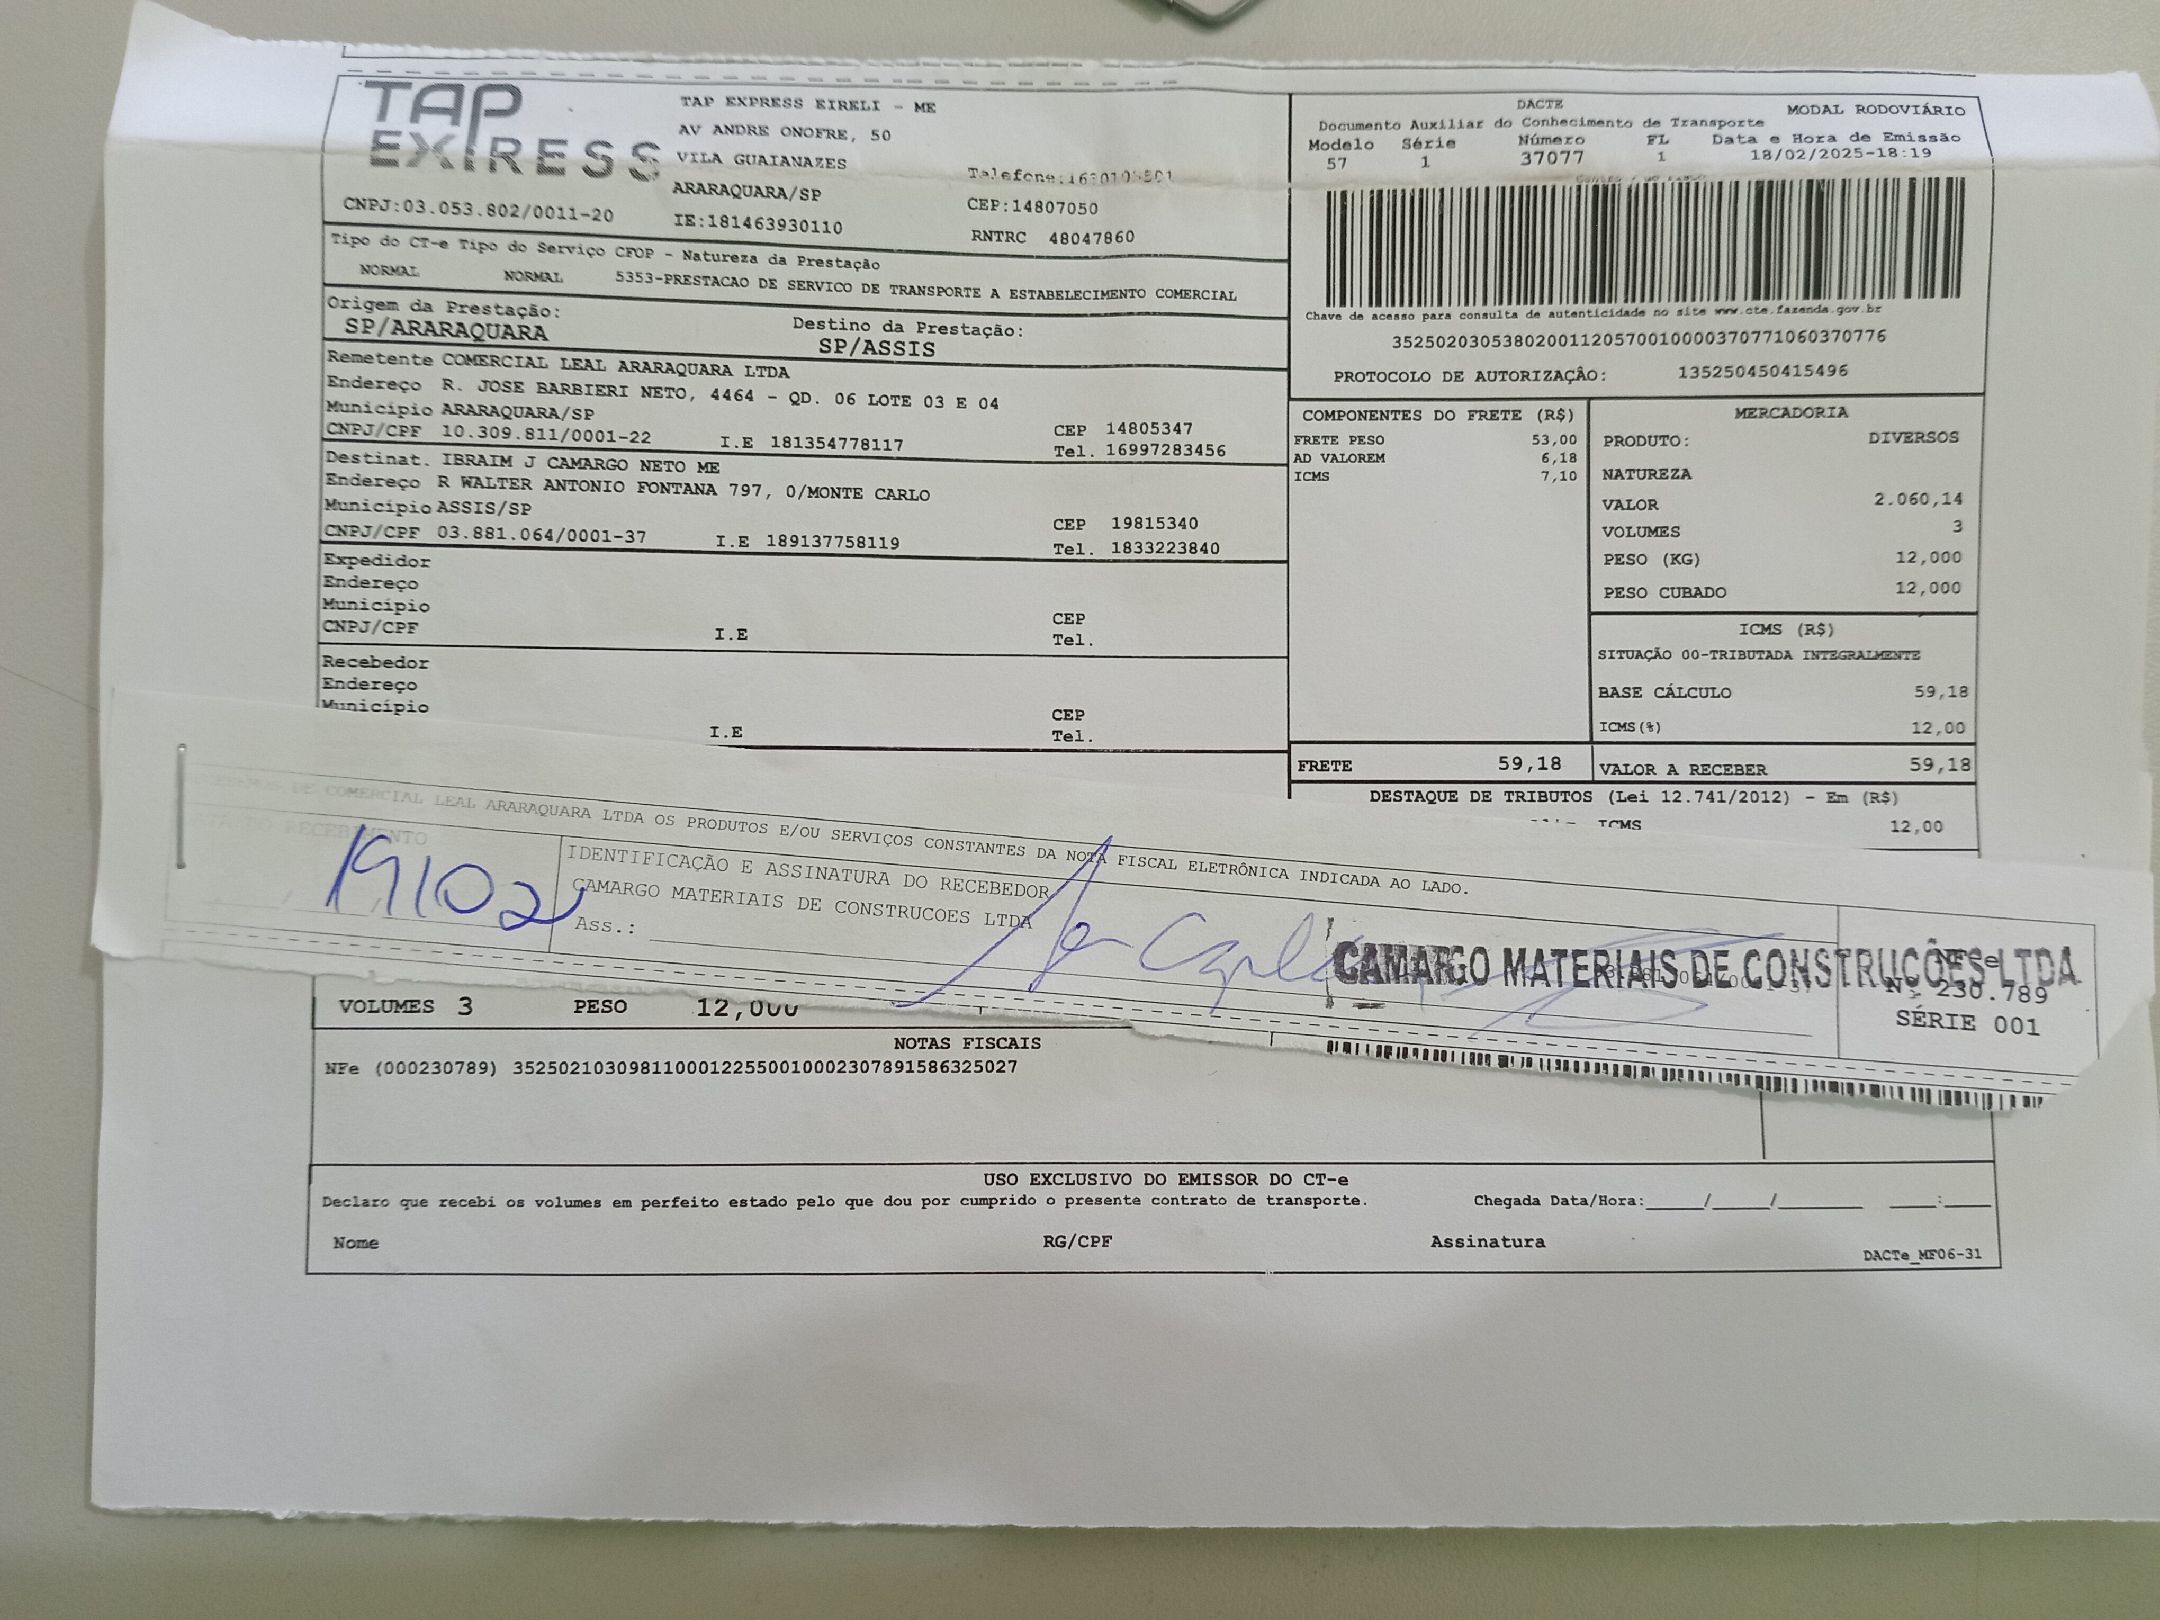 TAP
EXPRESS
TAP EXPRESS EIRELI - ME
AV ANDRE ONOFRE, 50
VILA GUAIANAZES
ARARAQUARA/SP
CEP:14807050
CNPJ:03.053.802/0011-20
IE:181463930110
RNTRC 48047860
DACTE
MODAL RODOVIÁRIO
Documento Auxiliar do Conhecimento de Transporte
Modelo Série Número FL Data e Hora de Emissão
57 1 37077 1 18/02/2025-18:19
Chave de acesso para consulta de autenticidade no site www.cte.fazenda.gov.br
35250203053802001120570010000370771060370776
PROTOCOLO DE AUTORIZAÇÃO: 135250450415496
Tipo do CT-e Tipo do Serviço CFOP - Natureza da Prestação
NORMAL NORMAL 5353-PRESTACAO DE SERVICO DE TRANSPORTE A ESTABELECIMENTO COMERCIAL
Origem da Prestação: Destino da Prestação:
SP/ARARAQUARA SP/ASSIS
Remetente COMERCIAL LEAL ARARAQUARA LTDA
Endereço R. JOSE BARBIERI NETO, 4464 - QD. 06 LOTE 03 E 04
Município ARARAQUARA/SP CEP 14805347
CNPJ/CPF 10.309.811/0001-22 I.E 181354778117 Tel. 16997283456
Destinat. IBRAIM J CAMARGO NETO ME
Endereço R WALTER ANTONIO FONTANA 797, 0/MONTE CARLO
Município ASSIS/SP CEP 19815340
CNPJ/CPF 03.881.064/0001-37 I.E 189137758119 Tel. 1833223840
Expedidor
Endereço
Município CEP
CNPJ/CPF I.E Tel.
Recebedor
Endereço
Município CEP
I.E Tel.
COMPONENTES DO FRETE (R$)
FRETE PESO 53,00
AD VALOREM 6,18
ICMS 7,10
MERCADORIA
PRODUTO: DIVERSOS
NATUREZA
VALOR 2.060,14
VOLUMES 3
PESO (KG) 12,000
PESO CUBADO 12,000
ICMS (R$)
SITUAÇÃO 00-TRIBUTADA INTEGRALMENTE
BASE CÁLCULO 59,18
ICMS(%) 12,00
FRETE 59,18
VALOR A RECEBER 59,18
DESTAQUE DE TRIBUTOS (Lei 12.741/2012) - Em (R$)
ICMS 12,00
DE COMERCIAL LEAL ARARAQUARA LTDA OS PRODUTOS E/OU SERVIÇOS CONSTANTES DA NOTA FISCAL ELETRÔNICA INDICADA AO LADO.
DO RECEBIMENTO
19/02
IDENTIFICAÇÃO E ASSINATURA DO RECEBEDOR
CAMARGO MATERIAIS DE CONSTRUCOES LTDA
Ass.:
CAMARGO MATERIAIS DE CONSTRUÇÕES LTDA
NF-e
Nº 230.789
SÉRIE 001
VOLUMES 3 PESO 12,000
NOTAS FISCAIS
NFe (000230789) 35250210309811000122550010002307891586325027
USO EXCLUSIVO DO EMISSOR DO CT-e
Declaro que recebi os volumes em perfeito estado pelo que dou por cumprido o presente contrato de transporte. Chegada Data/Hora:____/____/______ ____:____
Nome RG/CPF Assinatura
DACTe_MF06-31